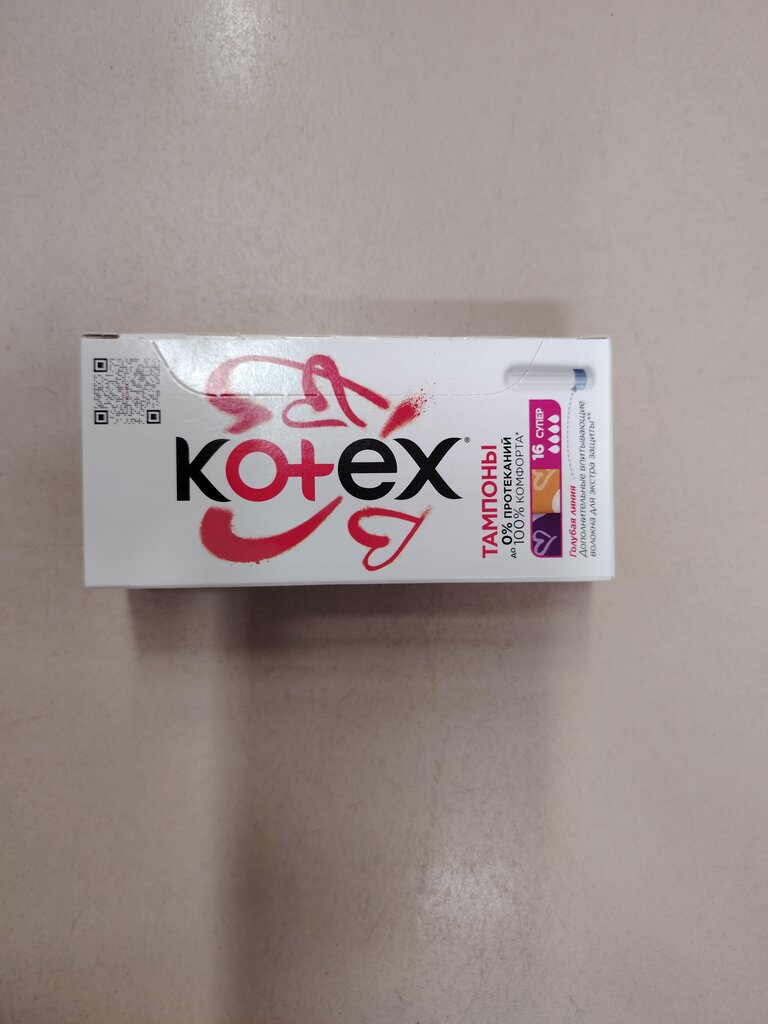 Kotex®
ТАМПОНЫ
0% ПРОТЕКАНИЙ
ДО 100% КОМФОРТА*
16 СУПЕР
Голубая линия
Дополнительные впитывающие
волокна для экстра защиты**